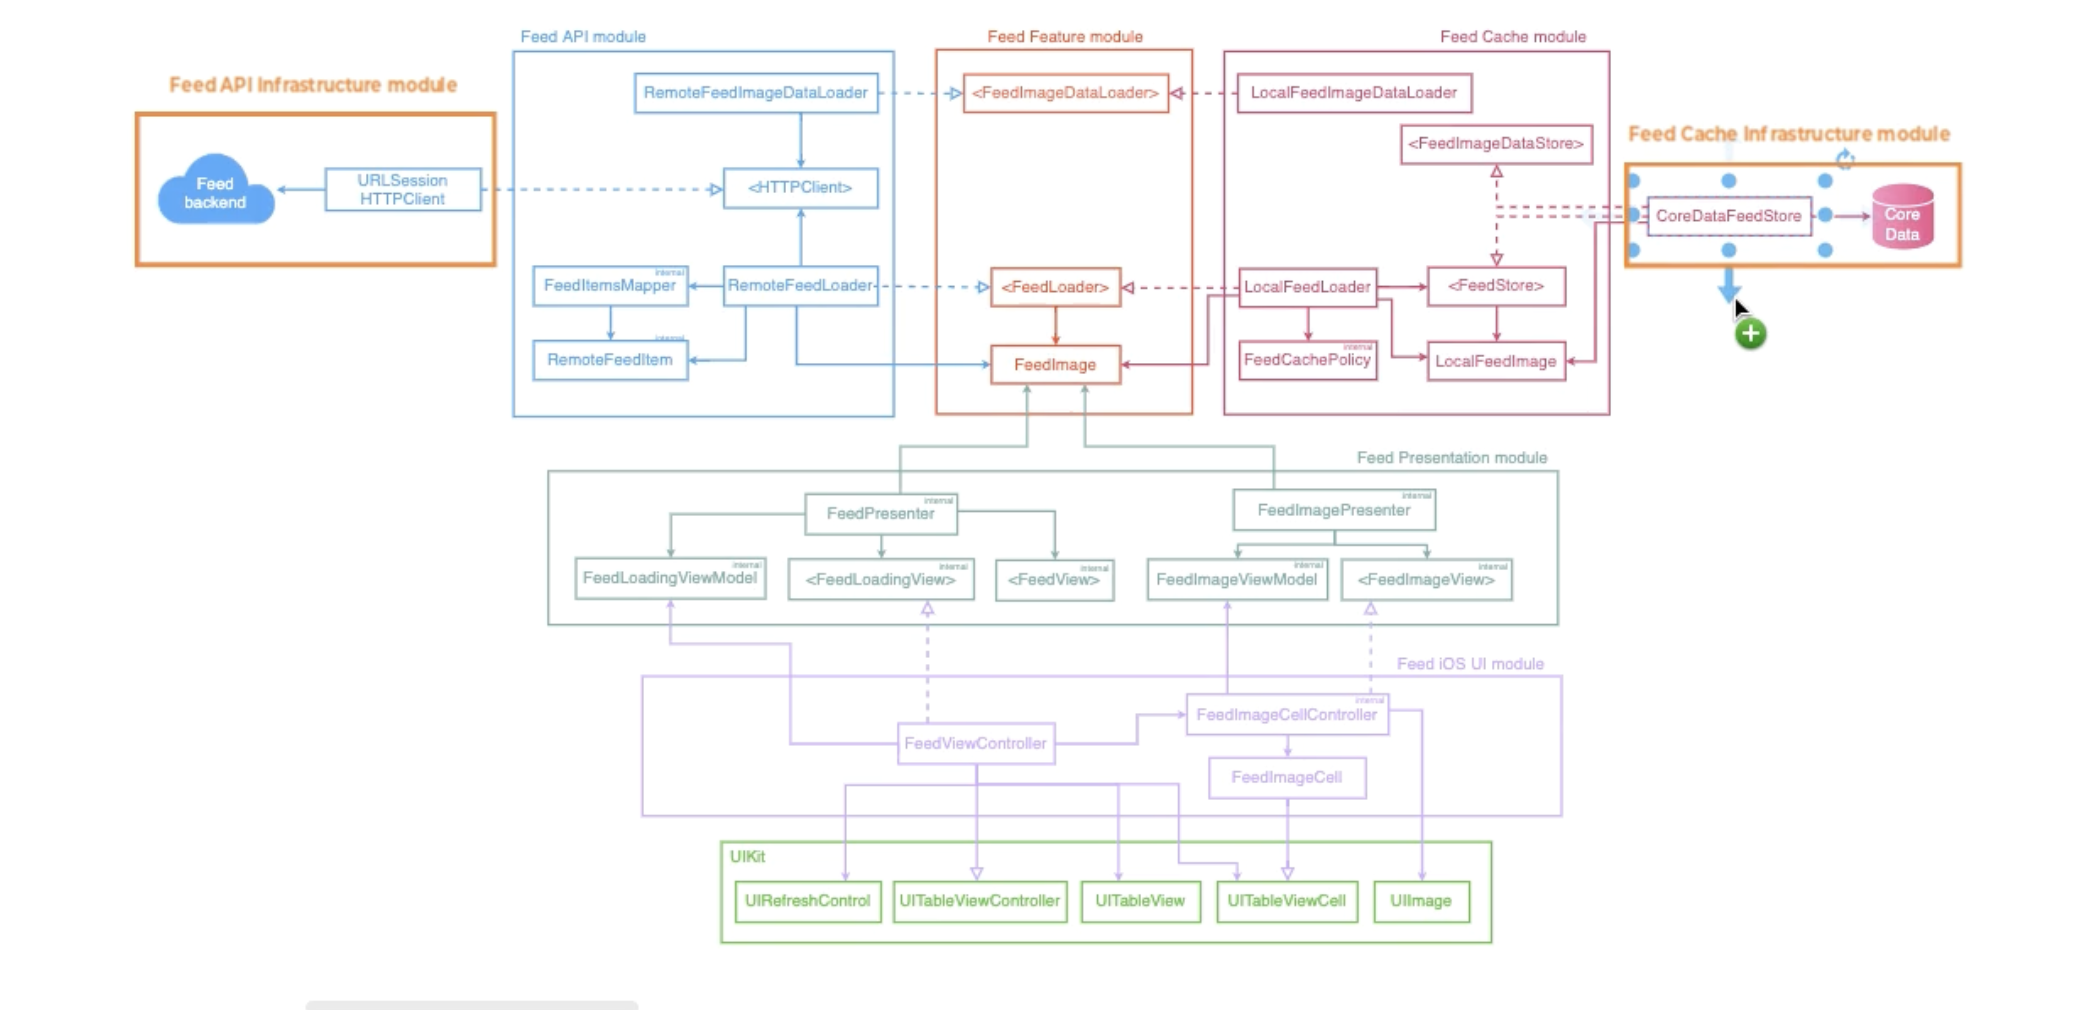 Feed API module
Feed Feature module
Feed Cache module
Feed API Infrastructure module
RemoteFeedImageDataLoader
<FeedImageDataLoader>
LocalFeedImageDataLoader
<FeedImageDataStore>
Feed Cache Infrastructure module
Feed
backend
URLSession
HTTPClient
<HTTPClient>
CoreDataFeedStore
Core
Data
internal
FeedItemsMapper
RemoteFeedLoader
<FeedLoader>
LocalFeedLoader
<FeedStore>
internal
RemoteFeedItem
FeedImage
internal
FeedCachePolicy
LocalFeedImage
Feed Presentation module
internal
FeedPresenter
internal
FeedImagePresenter
internal
FeedLoadingViewModel
internal
<FeedLoadingView>
internal
<FeedView>
internal
FeedImageViewModel
internal
<FeedImageView>
Feed iOS UI module
internal
FeedImageCellController
FeedViewController
FeedImageCell
UIKit
UIRefreshControl
UITableViewController
UITableView
UITableViewCell
UIImage